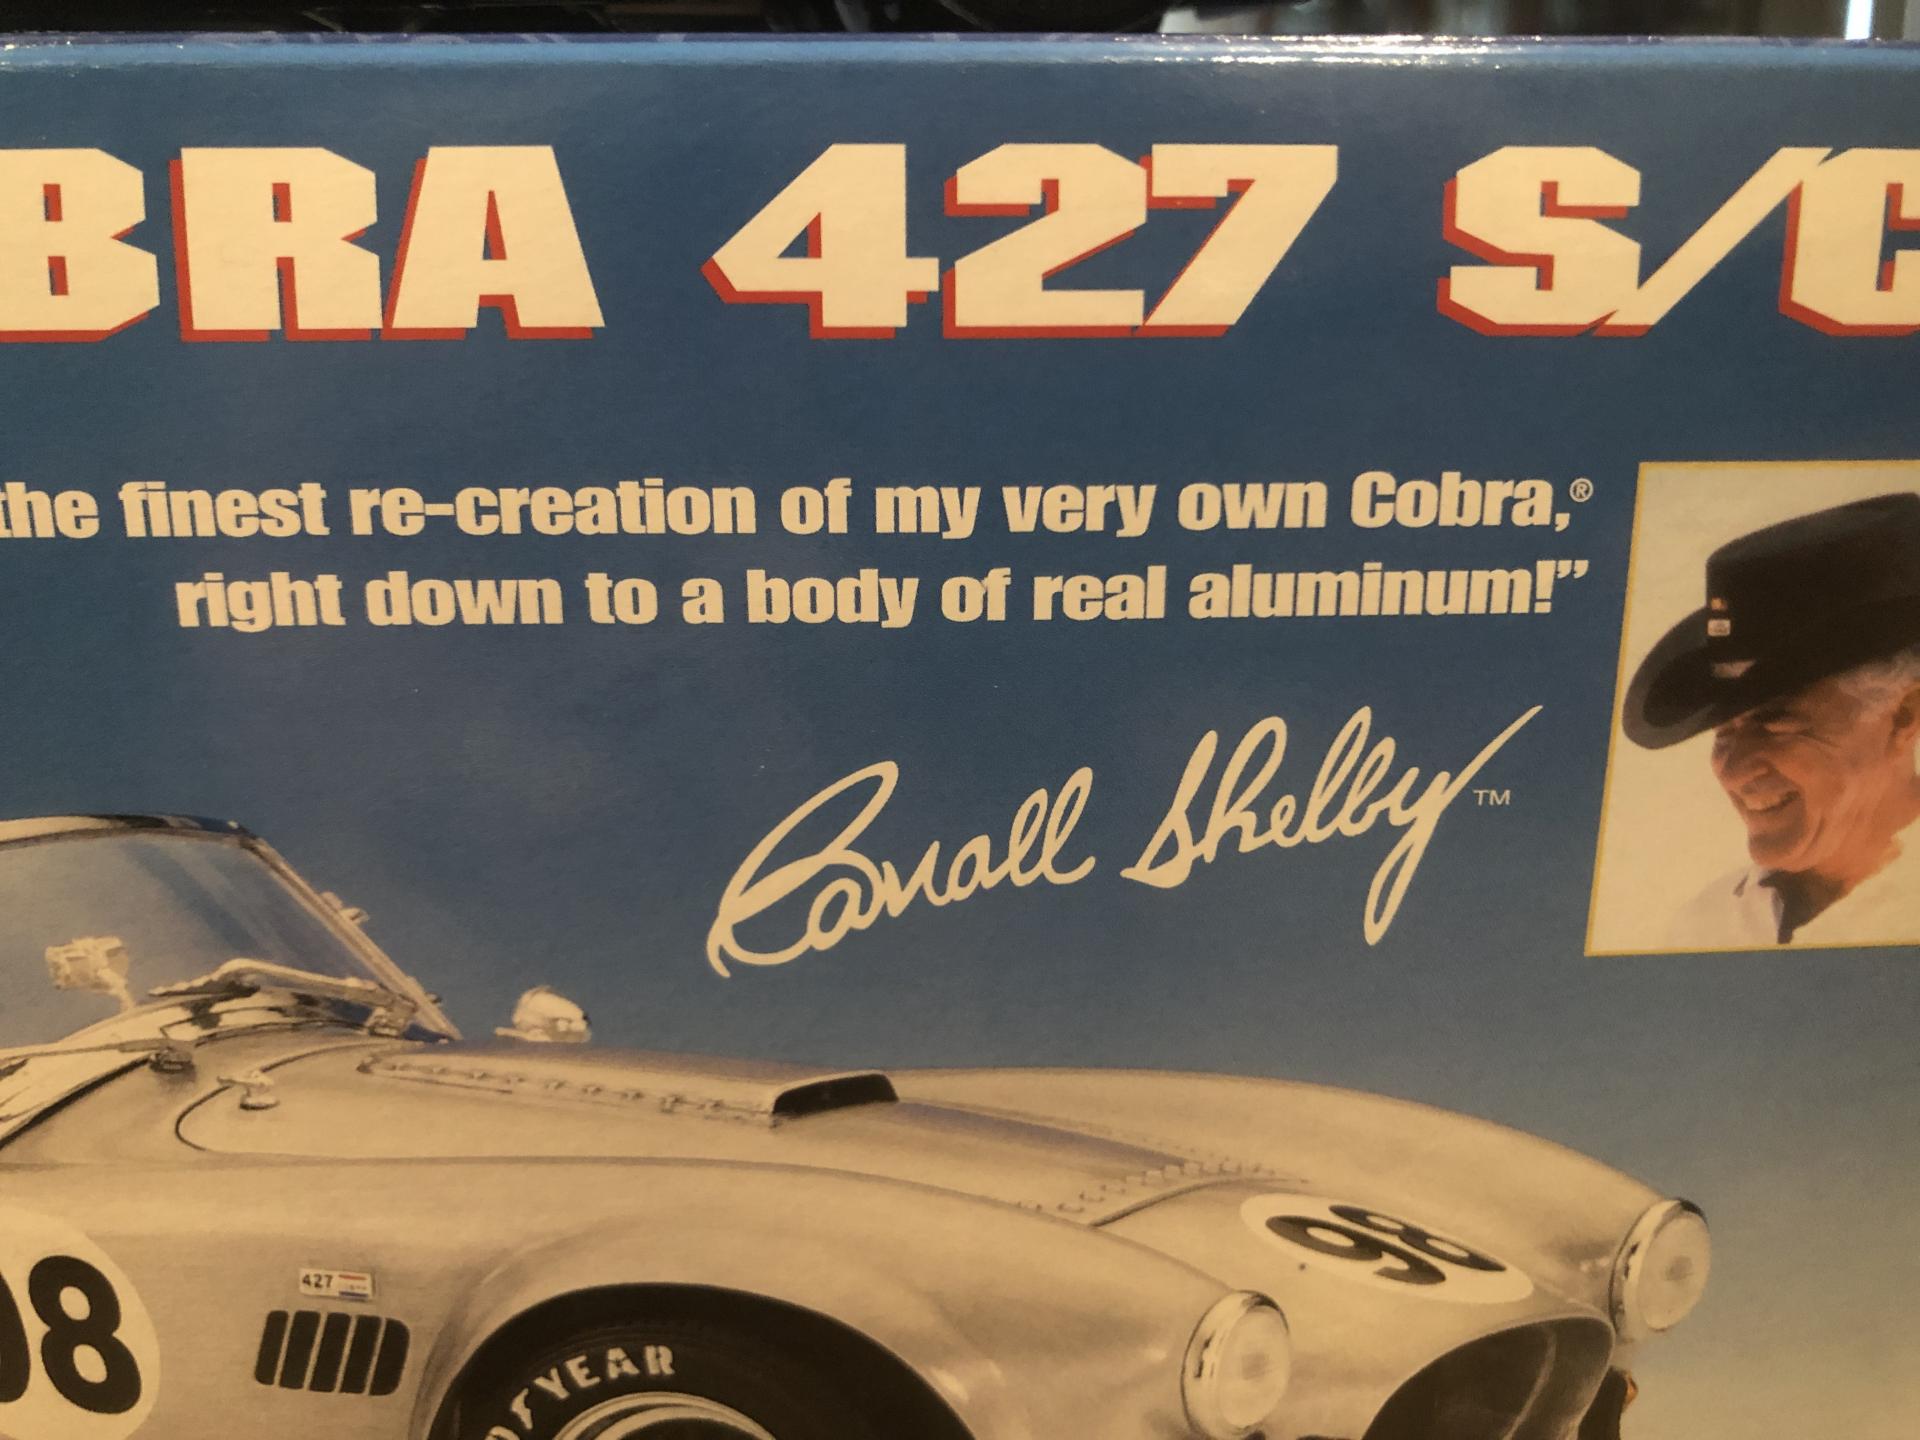 BRA 427 S/C
the finest re-creation of my very own Cobra,®
right down to a body of real aluminum!”
Carroll Shelby™
98
98
427
YEAR